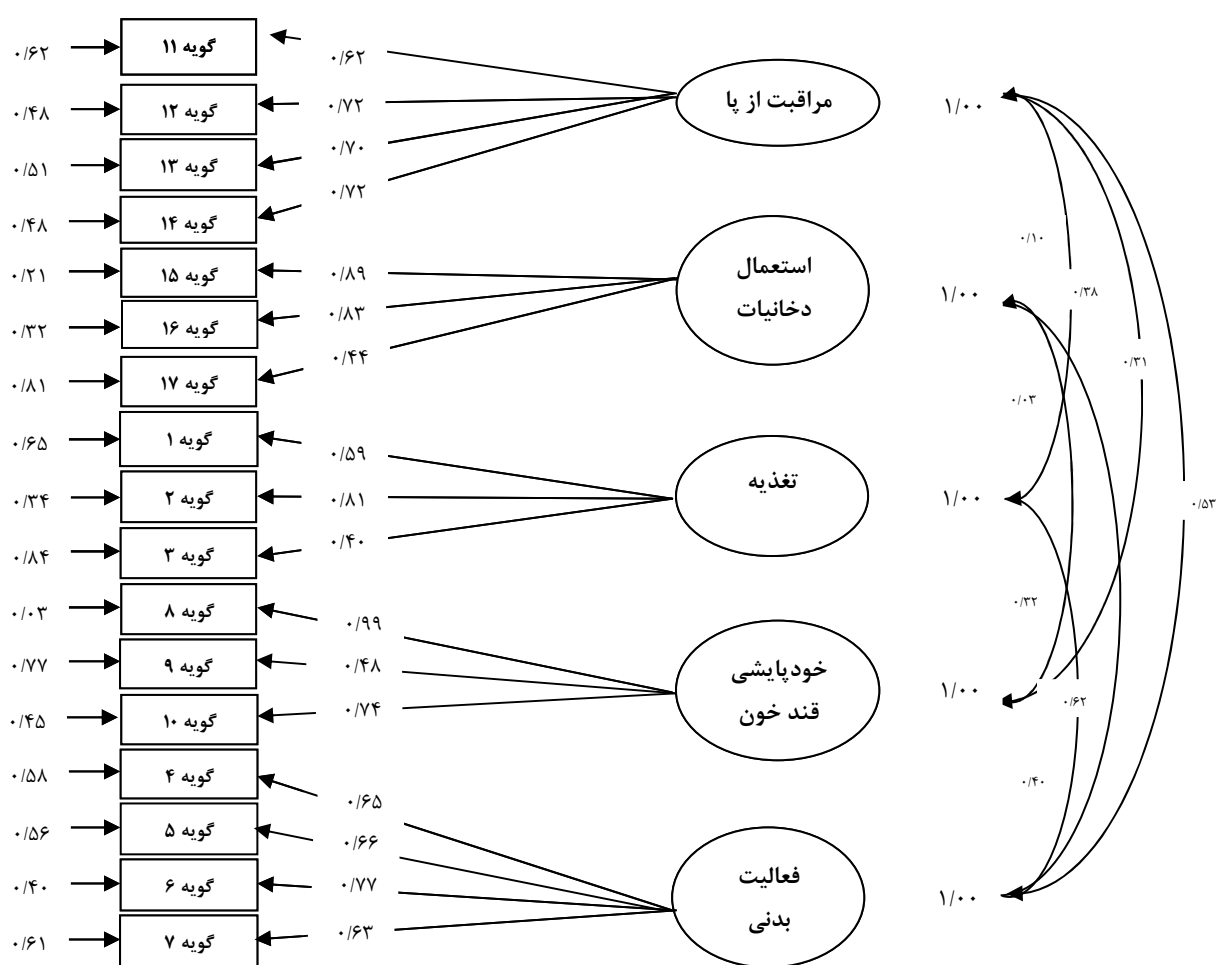 ۰/۶۲ گویه ۱۱ ۰/۶۲
۰/۴۸ گویه ۱۲ ۰/۷۲
۰/۵۱ گویه ۱۳ ۰/۷۰
۰/۴۸ گویه ۱۴ ۰/۷۲
مراقبت از پا
۱/۰۰
۰/۲۱ گویه ۱۵ ۰/۸۹
۰/۳۲ گویه ۱۶ ۰/۸۳
۰/۸۱ گویه ۱۷ ۰/۴۴
استعمال
دخانیات
۱/۰۰
۰/۶۵ گویه ۱ ۰/۵۹
۰/۳۴ گویه ۲ ۰/۸۱
۰/۸۴ گویه ۳ ۰/۴۰
تغذیه
۱/۰۰
۰/۰۳ گویه ۸ ۰/۹۹
۰/۷۷ گویه ۹ ۰/۴۸
۰/۴۵ گویه ۱۰ ۰/۷۴
خودپایشی
قند خون
۱/۰۰
۰/۵۸ گویه ۴ ۰/۶۵
۰/۵۶ گویه ۵ ۰/۶۶
۰/۴۰ گویه ۶ ۰/۷۷
۰/۶۱ گویه ۷ ۰/۶۳
فعالیت
بدنی
۱/۰۰
۰/۱۰
۰/۳۸
۰/۳۱
۰/۰۳
۰/۵۳
۰/۳۲
۰/۶۲
۰/۴۰